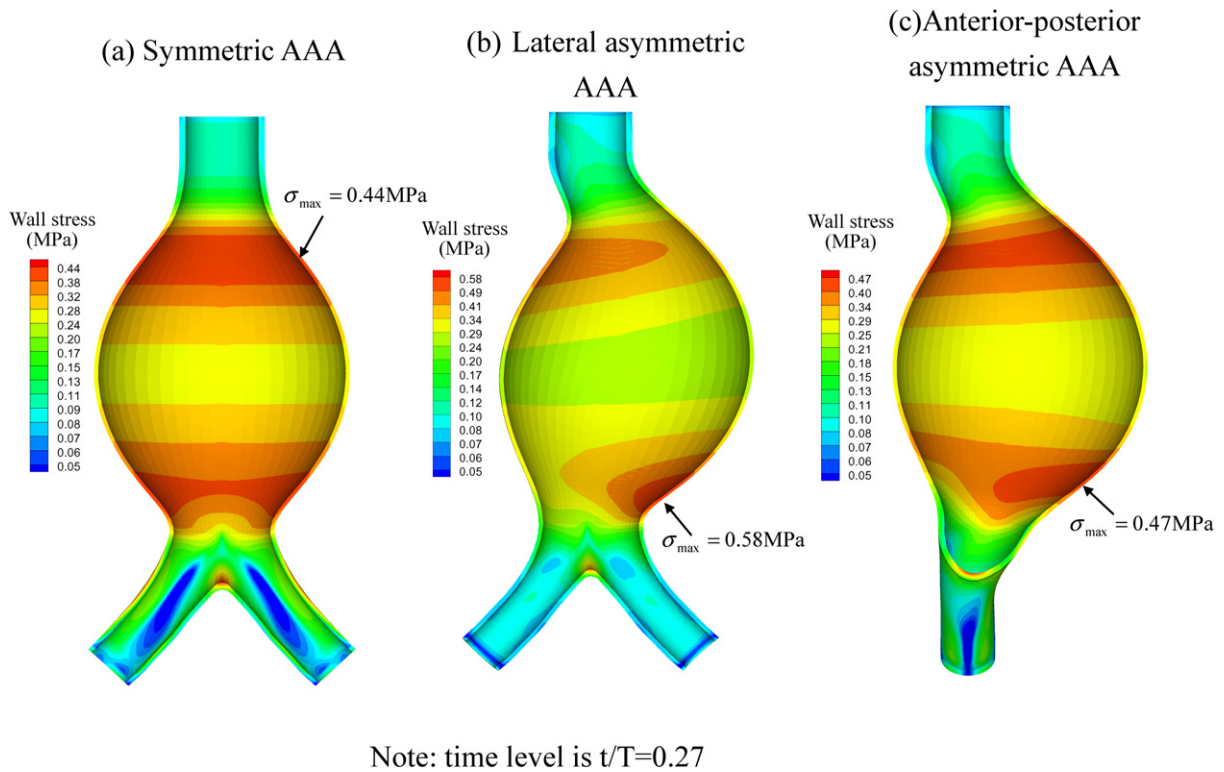 (a) Symmetric AAA
(b) Lateral asymmetric
AAA
(c)Anterior-posterior
asymmetric AAA
σmax = 0.44MPa
Wall stress
(MPa)
0.44
0.38
0.32
0.28
0.24
0.20
0.17
0.15
0.13
0.11
0.09
0.07
0.06
0.05
Wall stress
(MPa)
0.58
0.49
0.41
0.34
0.29
0.24
0.20
0.17
0.14
0.12
0.10
0.08
0.07
0.06
0.05
σmax = 0.58MPa
Wall stress
(MPa)
0.47
0.40
0.34
0.29
0.25
0.21
0.18
0.15
0.13
0.11
0.10
0.08
0.07
0.06
0.05
σmax = 0.47MPa
Note: time level is t/T=0.27